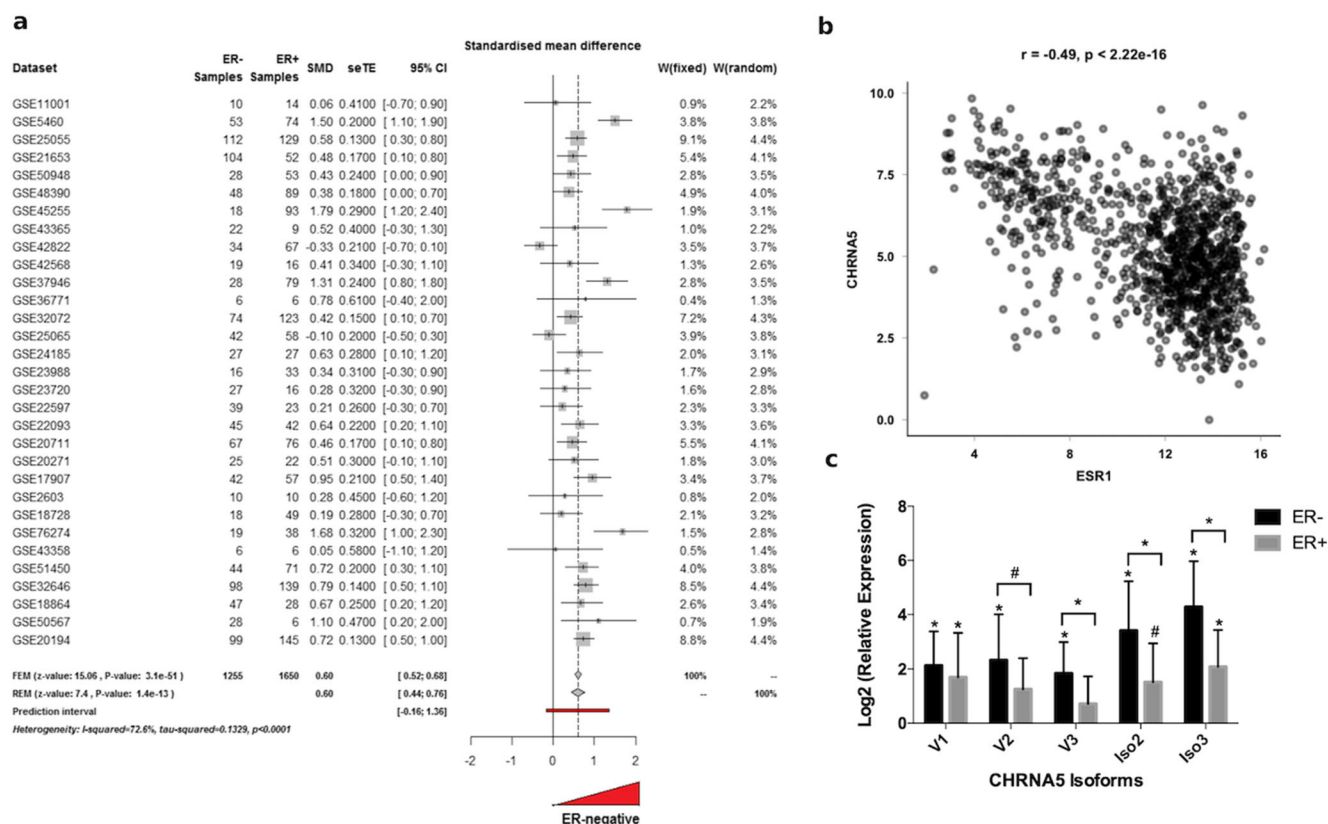 a
Standardised mean difference
Dataset ER- Samples ER+ Samples SMD seTE 95% CI W(fixed) W(random)
GSE11001 10 14 0.06 0.4100 [-0.70; 0.90] 0.9% 2.2%
GSE5460 53 74 1.50 0.2000 [ 1.10; 1.90] 3.8% 3.8%
GSE25055 112 129 0.58 0.1300 [ 0.30; 0.80] 9.1% 4.4%
GSE21653 104 52 0.48 0.1700 [ 0.10; 0.80] 5.4% 4.1%
GSE50948 28 53 0.43 0.2400 [ 0.00; 0.90] 2.8% 3.5%
GSE48390 48 89 0.38 0.1800 [ 0.00; 0.70] 4.9% 4.0%
GSE45255 18 93 1.79 0.2900 [ 1.20; 2.40] 1.9% 3.1%
GSE43365 22 9 0.52 0.4000 [-0.30; 1.30] 1.0% 2.2%
GSE42822 34 67 -0.33 0.2100 [-0.70; 0.10] 3.5% 3.7%
GSE42568 19 16 0.41 0.3400 [-0.30; 1.10] 1.3% 2.6%
GSE37946 28 79 1.31 0.2400 [ 0.80; 1.80] 2.8% 3.5%
GSE36771 6 6 0.78 0.6100 [-0.40; 2.00] 0.4% 1.3%
GSE32072 74 123 0.42 0.1500 [ 0.10; 0.70] 7.2% 4.3%
GSE25065 42 58 -0.10 0.2000 [-0.50; 0.30] 3.9% 3.8%
GSE24185 27 27 0.63 0.2800 [ 0.10; 1.20] 2.0% 3.1%
GSE23988 16 33 0.34 0.3100 [-0.30; 0.90] 1.7% 2.9%
GSE23720 27 16 0.28 0.3200 [-0.30; 0.90] 1.6% 2.8%
GSE22597 39 23 0.21 0.2600 [-0.30; 0.70] 2.3% 3.3%
GSE22093 45 42 0.64 0.2200 [ 0.20; 1.10] 3.3% 3.6%
GSE20711 67 76 0.46 0.1700 [ 0.10; 0.80] 5.5% 4.1%
GSE20271 25 22 0.51 0.3000 [-0.10; 1.10] 1.8% 3.0%
GSE17907 42 57 0.95 0.2100 [ 0.50; 1.40] 3.4% 3.7%
GSE2603 10 10 0.28 0.4500 [-0.60; 1.20] 0.8% 2.0%
GSE18728 18 49 0.19 0.2800 [-0.30; 0.70] 2.1% 3.2%
GSE76274 19 38 1.68 0.3200 [ 1.00; 2.30] 1.5% 2.8%
GSE43358 6 6 0.05 0.5800 [-1.10; 1.20] 0.5% 1.4%
GSE51450 44 71 0.72 0.2000 [ 0.30; 1.10] 4.0% 3.8%
GSE32646 98 139 0.79 0.1400 [ 0.50; 1.10] 8.5% 4.4%
GSE18864 47 28 0.67 0.2500 [ 0.20; 1.20] 2.6% 3.4%
GSE50567 28 6 1.10 0.4700 [ 0.20; 2.00] 0.7% 1.9%
GSE20194 99 145 0.72 0.1300 [ 0.50; 1.00] 8.8% 4.4%
FEM (z-value: 15.06 , P-value: 3.1e-51 ) 1255 1650 0.60 [ 0.52; 0.68] 100% --
REM (z-value: 7.4 , P-value: 1.4e-13 ) 0.60 [ 0.44; 0.76] -- 100%
Prediction interval [-0.16; 1.36]
Heterogeneity: I-squared=72.6%, tau-squared=0.1329, p<0.0001
-2 -1 0 1 2
ER-negative
b
r = -0.49, p < 2.22e-16
10.0
7.5
5.0
2.5
0.0
CHRNA5
4 8 12 16
ESR1
c
8
6
4
2
0
Log2 (Relative Expression)
* * * # * * * # * * * *
ER-
ER+
V1 V2 V3 Iso2 Iso3
CHRNA5 Isoforms